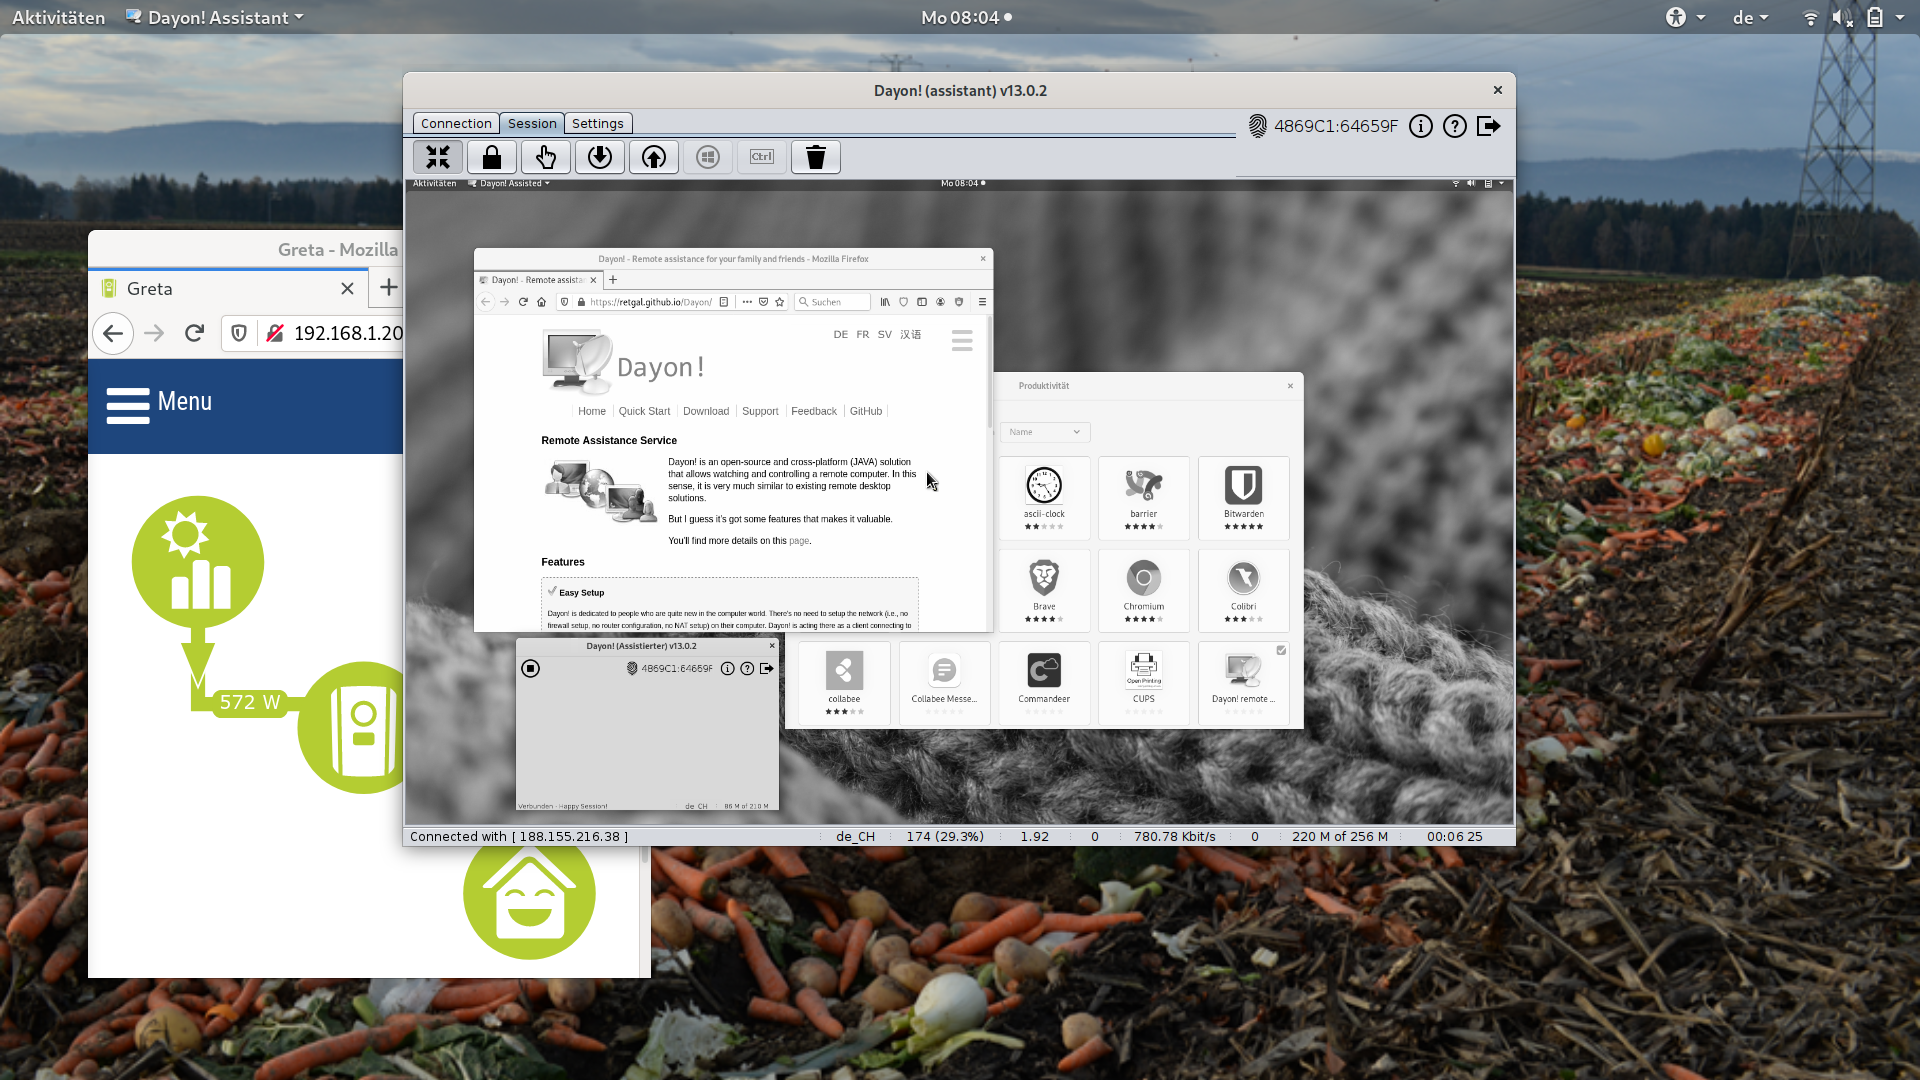 Aktivitäten
Dayon! Assistant
Mo 08:04
de
Dayon! (assistant) v13.0.2
Connection
Session
Settings
4869C1:64659F
Ctrl
Aktivitäten
Dayon! Assisted
Mo 08:04
Greta - Mozilla
Greta
192.168.1.20
Menu
572 W
Dayon! - Remote assistance for your family and friends - Mozilla Firefox
Dayon! - Remote assista
https://retgal.github.io/Dayon/
Suchen
DE FR SV 汉语
Dayon!
Home
Quick Start
Download
Support
Feedback
GitHub
Remote Assistance Service
Dayon! is an open-source and cross-platform (JAVA) solution
that allows watching and controlling a remote computer. In this
sense, it is very much similar to existing remote desktop
solutions.
But I guess it's got some features that makes it valuable.
You'll find more details on this page.
Features
Easy Setup
Dayon! is dedicated to people who are quite new in the computer world. There's no need to setup the network (i.e., no
firewall setup, no router configuration, no NAT setup) on their computer. Dayon! is acting there as a client connecting to
Produktivität
Name
ascii-clock
barrier
Bitwarden
Brave
Chromium
Colibri
collabee
Collabee Messe...
Commandeer
Open Printing
CUPS
Dayon! remote ...
Dayon! (Assistierter) v13.0.2
4869C1:64659F
Verbunden - Happy Session!
de_CH
86 M of 210 M
Connected with [ 188.155.216.38 ]
de_CH
174 (29.3%)
1.92
0
780.78 Kbit/s
0
220 M of 256 M
00:06 25